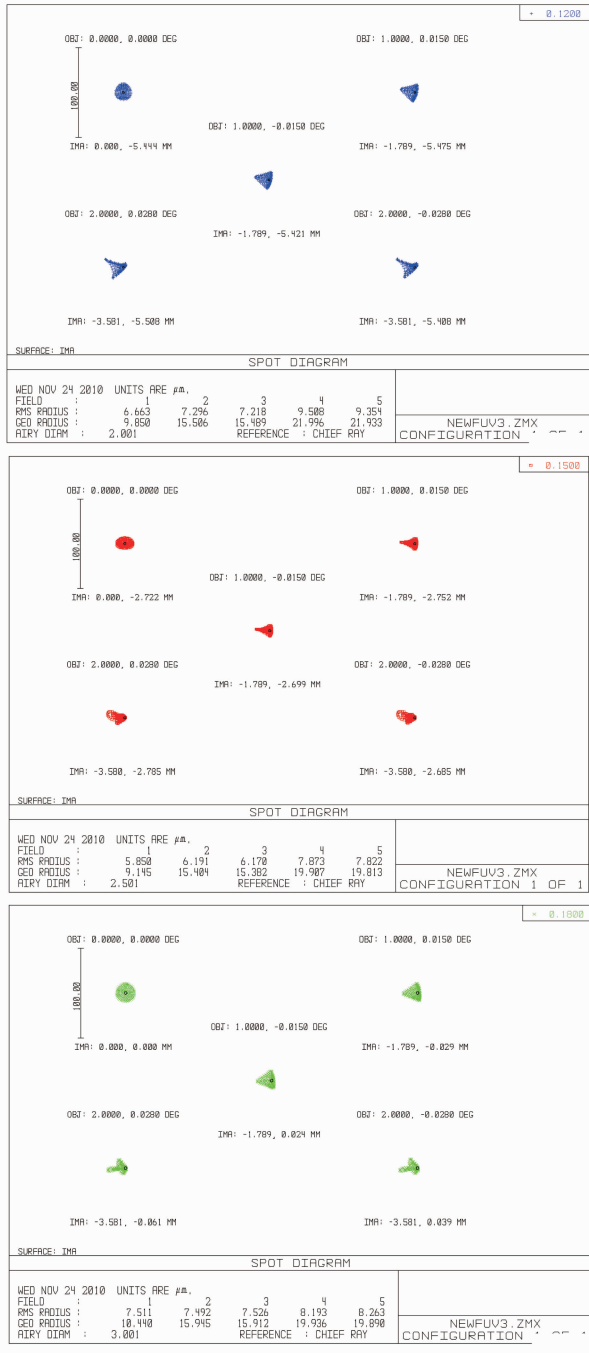 + 0.1200
OBJ: 0.0000, 0.0000 DEG
OBJ: 1.0000, 0.0150 DEG
100.00
OBJ: 1.0000, -0.0150 DEG
IMA: 0.000, -5.444 MM
IMA: -1.789, -5.475 MM
OBJ: 2.0000, 0.0280 DEG
OBJ: 2.0000, -0.0280 DEG
IMA: -1.789, -5.421 MM
IMA: -3.581, -5.508 MM
IMA: -3.581, -5.408 MM
SURFACE: IMA
SPOT DIAGRAM
WED NOV 24 2010 UNITS ARE µm.
FIELD : 1 2 3 4 5
RMS RADIUS : 6.663 7.296 7.218 9.508 9.354
GEO RADIUS : 9.850 15.506 15.489 21.996 21.933
AIRY DIAM : 2.001 REFERENCE : CHIEF RAY
NEWFUV3.ZMX
CONFIGURATION 1 OF 1
0.1500
OBJ: 0.0000, 0.0000 DEG
OBJ: 1.0000, 0.0150 DEG
100.00
OBJ: 1.0000, -0.0150 DEG
IMA: 0.000, -2.722 MM
IMA: -1.789, -2.752 MM
OBJ: 2.0000, 0.0280 DEG
OBJ: 2.0000, -0.0280 DEG
IMA: -1.789, -2.699 MM
IMA: -3.580, -2.785 MM
IMA: -3.580, -2.685 MM
SURFACE: IMA
SPOT DIAGRAM
WED NOV 24 2010 UNITS ARE µm.
FIELD : 1 2 3 4 5
RMS RADIUS : 5.850 6.191 6.170 7.873 7.822
GEO RADIUS : 9.145 15.404 15.382 19.907 19.813
AIRY DIAM : 2.501 REFERENCE : CHIEF RAY
NEWFUV3.ZMX
CONFIGURATION 1 OF 1
+ 0.1800
OBJ: 0.0000, 0.0000 DEG
OBJ: 1.0000, 0.0150 DEG
100.00
OBJ: 1.0000, -0.0150 DEG
IMA: 0.000, 0.000 MM
IMA: -1.789, -0.029 MM
OBJ: 2.0000, 0.0280 DEG
OBJ: 2.0000, -0.0280 DEG
IMA: -1.789, 0.024 MM
IMA: -3.581, -0.061 MM
IMA: -3.581, 0.039 MM
SURFACE: IMA
SPOT DIAGRAM
WED NOV 24 2010 UNITS ARE µm.
FIELD : 1 2 3 4 5
RMS RADIUS : 7.511 7.492 7.526 8.193 8.263
GEO RADIUS : 10.440 15.945 15.912 19.936 19.890
AIRY DIAM : 3.001 REFERENCE : CHIEF RAY
NEWFUV3.ZMX
CONFIGURATION